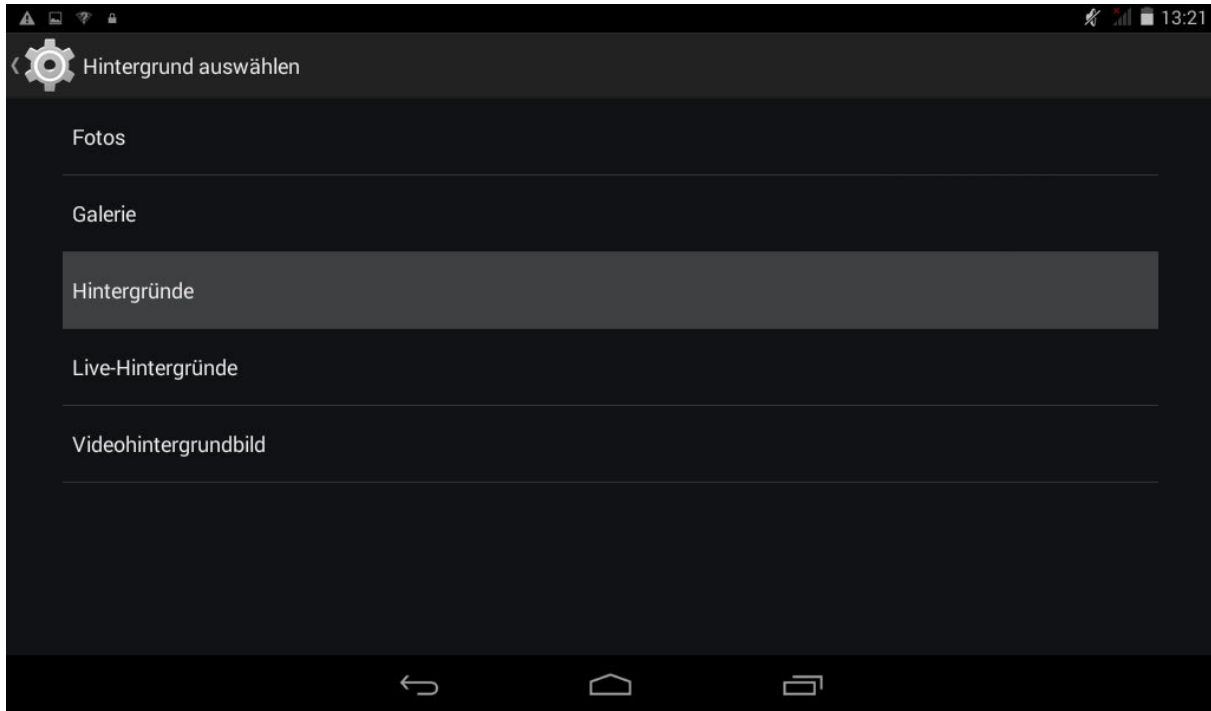 13:21
Hintergrund auswählen
Fotos
Galerie
Hintergründe
Live-Hintergründe
Videohintergrundbild